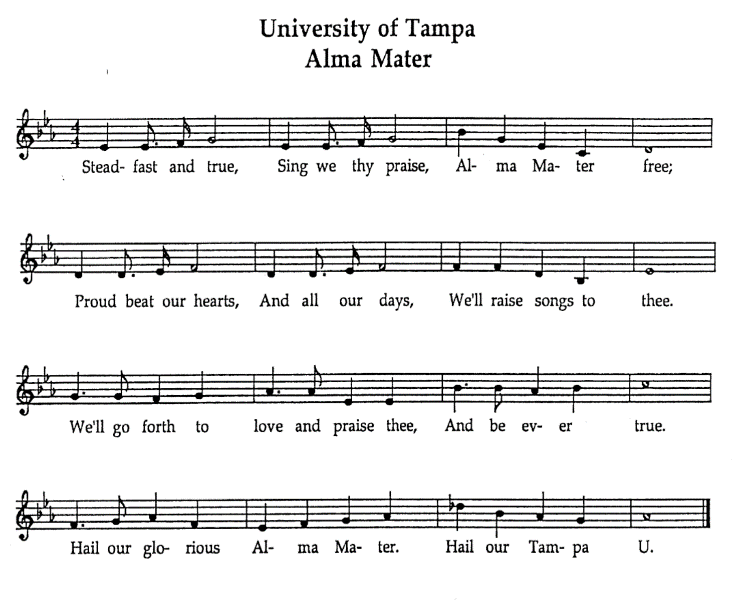 University of Tampa
Alma Mater
4
4
Stead- fast and true, Sing we thy praise, Al- ma Ma- ter free;
Proud beat our hearts, And all our days, We'll raise songs to thee.
We'll go forth to love and praise thee, And be ev- er true.
Hail our glo- rious Al- ma Ma- ter. Hail our Tam- pa U.